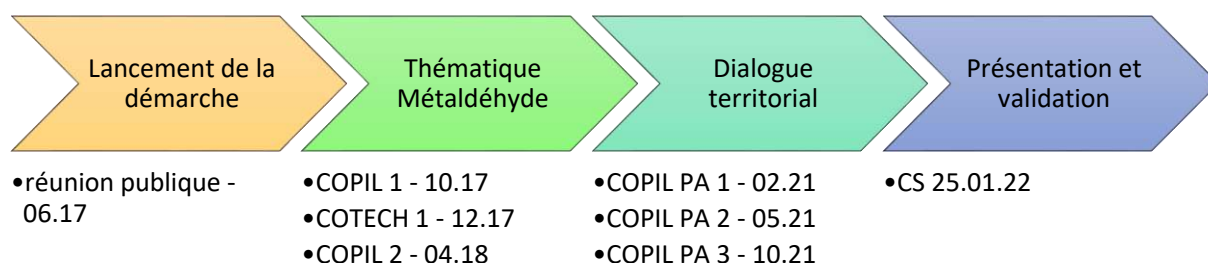 Lancement de la
démarche
Thématique
Métaldéhyde
Dialogue
territorial
Présentation et
validation
•réunion publique -
06.17
•COPIL 1 - 10.17
•COTECH 1 - 12.17
•COPIL 2 - 04.18
•COPIL PA 1 - 02.21
•COPIL PA 2 - 05.21
•COPIL PA 3 - 10.21
•CS 25.01.22